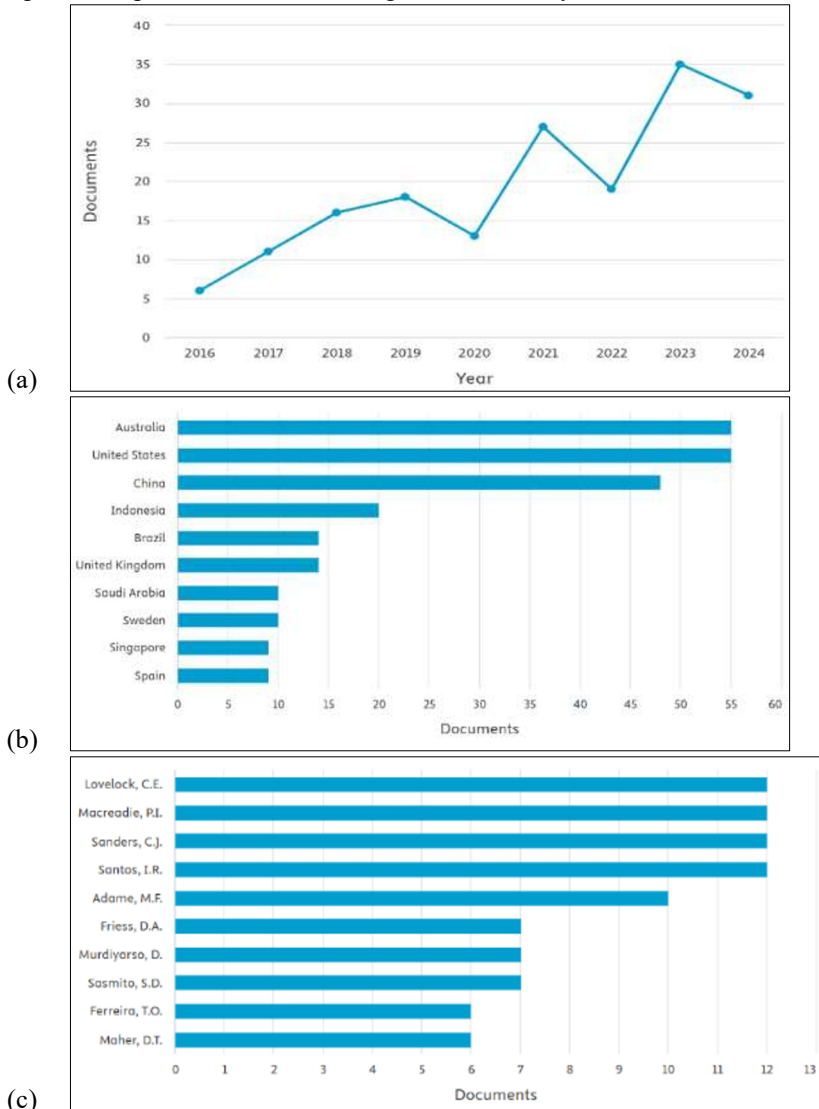 40
35
30
25
20
15
10
5
0
Documents
2016 2017 2018 2019 2020 2021 2022 2023 2024
Year
(a)
Australia
United States
China
Indonesia
Brazil
United Kingdom
Saudi Arabia
Sweden
Singapore
Spain
0 5 10 15 20 25 30 35 40 45 50 55 60
Documents
(b)
Lovelock, C.E.
Macreadie, P.I.
Sanders, C.J.
Santos, I.R.
Adame, M.F.
Friess, D.A.
Murdiyarso, D.
Sasmito, S.D.
Ferreira, T.O.
Maher, D.T.
0 1 2 3 4 5 6 7 8 9 10 11 12 13
Documents
(c)